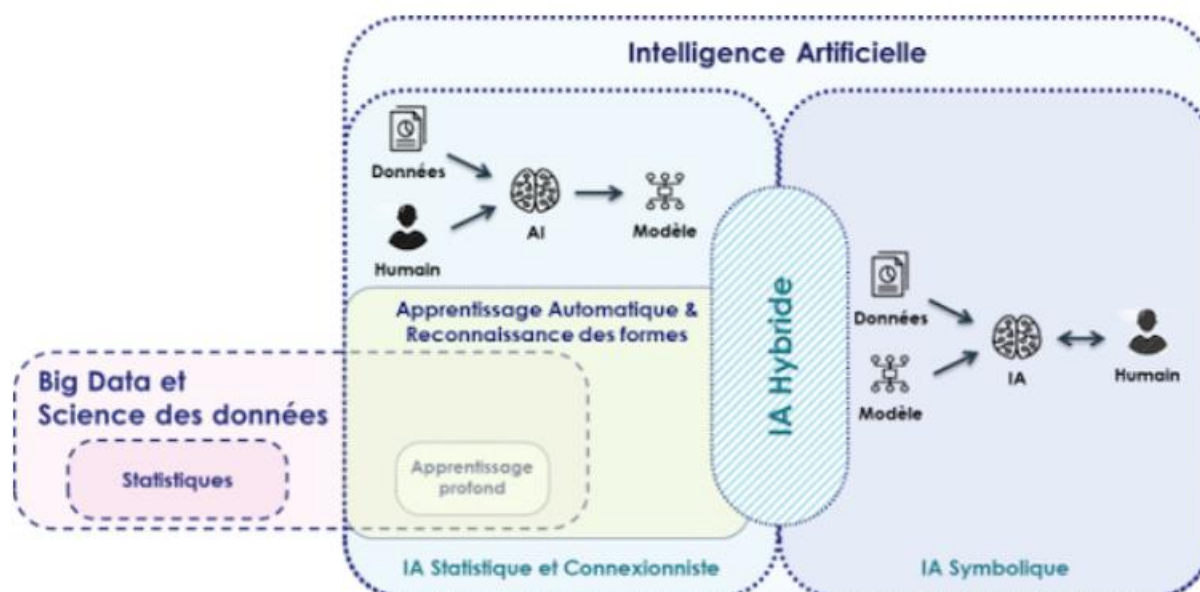 Intelligence Artificielle
Données
Humain
AI
Modèle
Apprentissage Automatique &
Reconnaissance des formes
Big Data et
Science des données
Statistiques
Apprentissage
profond
IA Statistique et Connexionniste
IA Hybride
Données
Modèle
IA
Humain
IA Symbolique